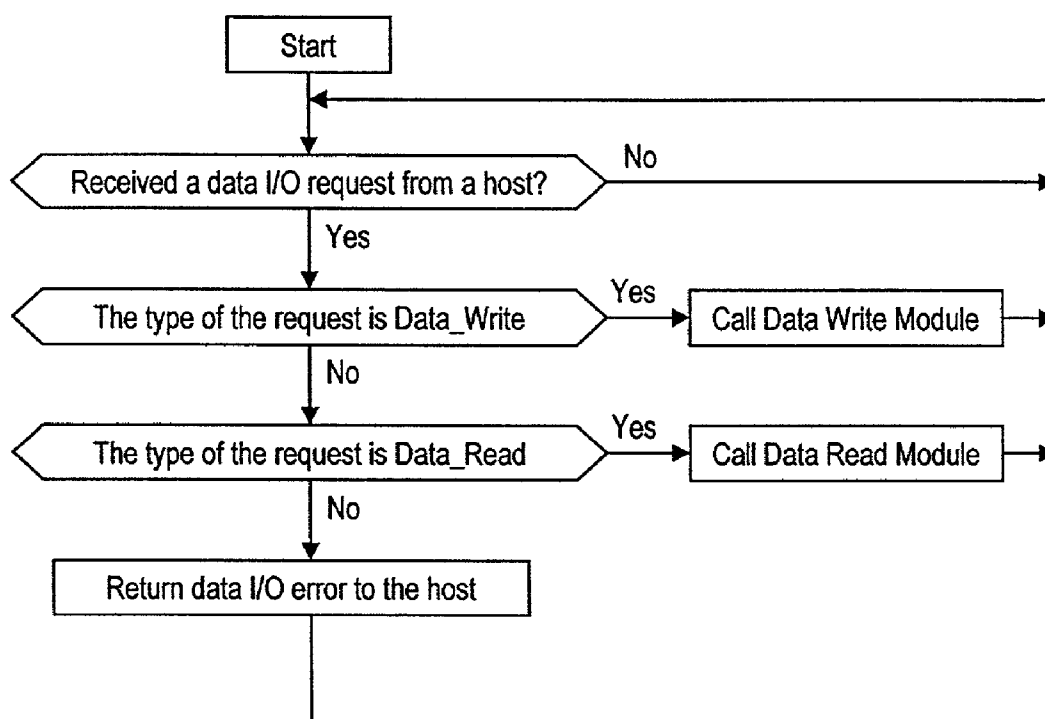 Start
No
Received a data I/O request from a host?
Yes
Yes
The type of the request is Data_Write
Call Data Write Module
No
Yes
The type of the request is Data_Read
Call Data Read Module
No
Return data I/O error to the host